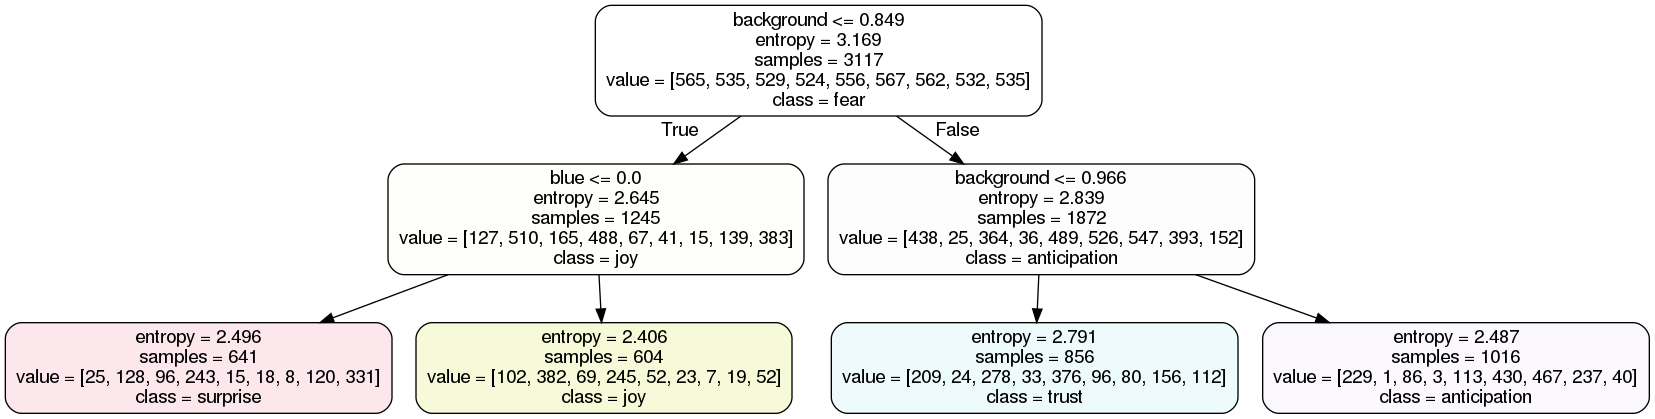 background <= 0.849
entropy = 3.169
samples = 3117
value = [565, 535, 529, 524, 556, 567, 562, 532, 535]
class = fear
True
False
blue <= 0.0
entropy = 2.645
samples = 1245
value = [127, 510, 165, 488, 67, 41, 15, 139, 383]
class = joy
background <= 0.966
entropy = 2.839
samples = 1872
value = [438, 25, 364, 36, 489, 526, 547, 393, 152]
class = anticipation
entropy = 2.496
samples = 641
value = [25, 128, 96, 243, 15, 18, 8, 120, 331]
class = surprise
entropy = 2.406
samples = 604
value = [102, 382, 69, 245, 52, 23, 7, 19, 52]
class = joy
entropy = 2.791
samples = 856
value = [209, 24, 278, 33, 376, 96, 80, 156, 112]
class = trust
entropy = 2.487
samples = 1016
value = [229, 1, 86, 3, 113, 430, 467, 237, 40]
class = anticipation